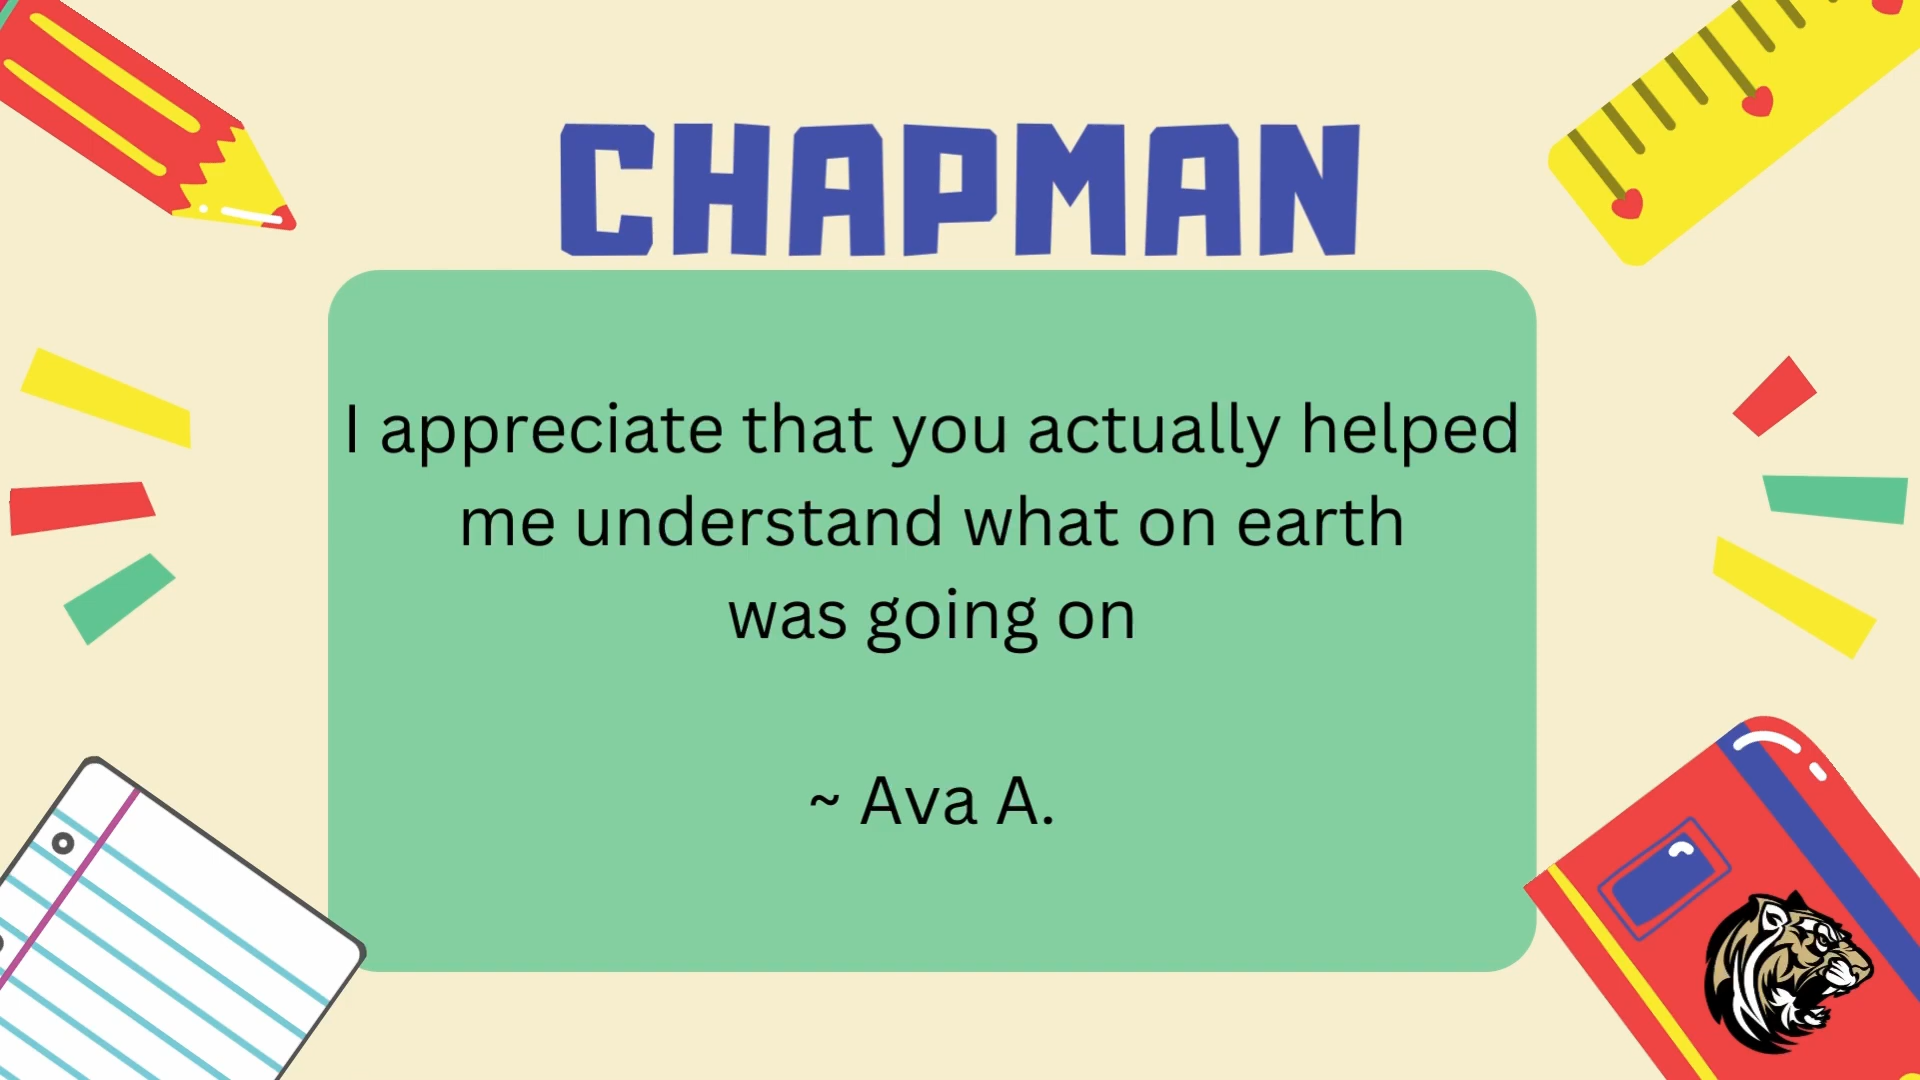 CHAPMAN
I appreciate that you actually helped
me understand what on earth
was going on
~ Ava A.